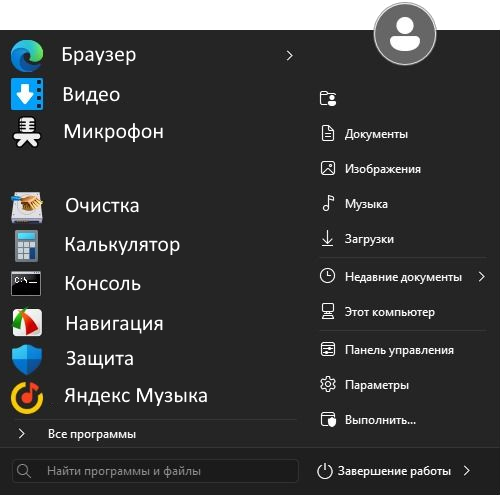 Браузер
Видео
Микрофон
Очистка
Калькулятор
C:\_
Консоль
Навигация
Защита
Яндекс Музыка
Все программы
Найти программы и файлы
Документы
Изображения
Музыка
Загрузки
Недавние документы
Этот компьютер
Панель управления
Параметры
Выполнить...
Завершение работы